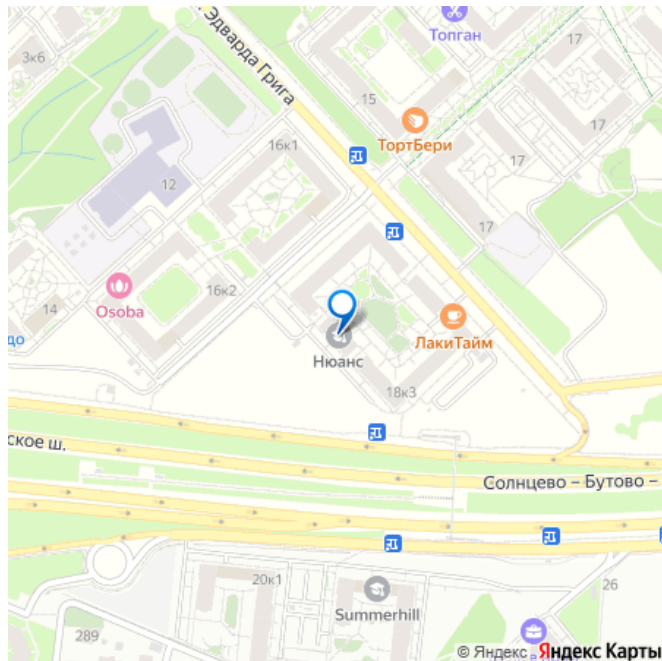 3к6
Эдварда Грига
Топган
17
15
ТортБери
16к1
17
12
17
16к2
Osoba
14
до
ЛакиТайм
Нюанс
18к3
ское ш.
Солнцево – Бутово –
20к1
Summerhill
26
289
© Яндекс Яндекс Карты